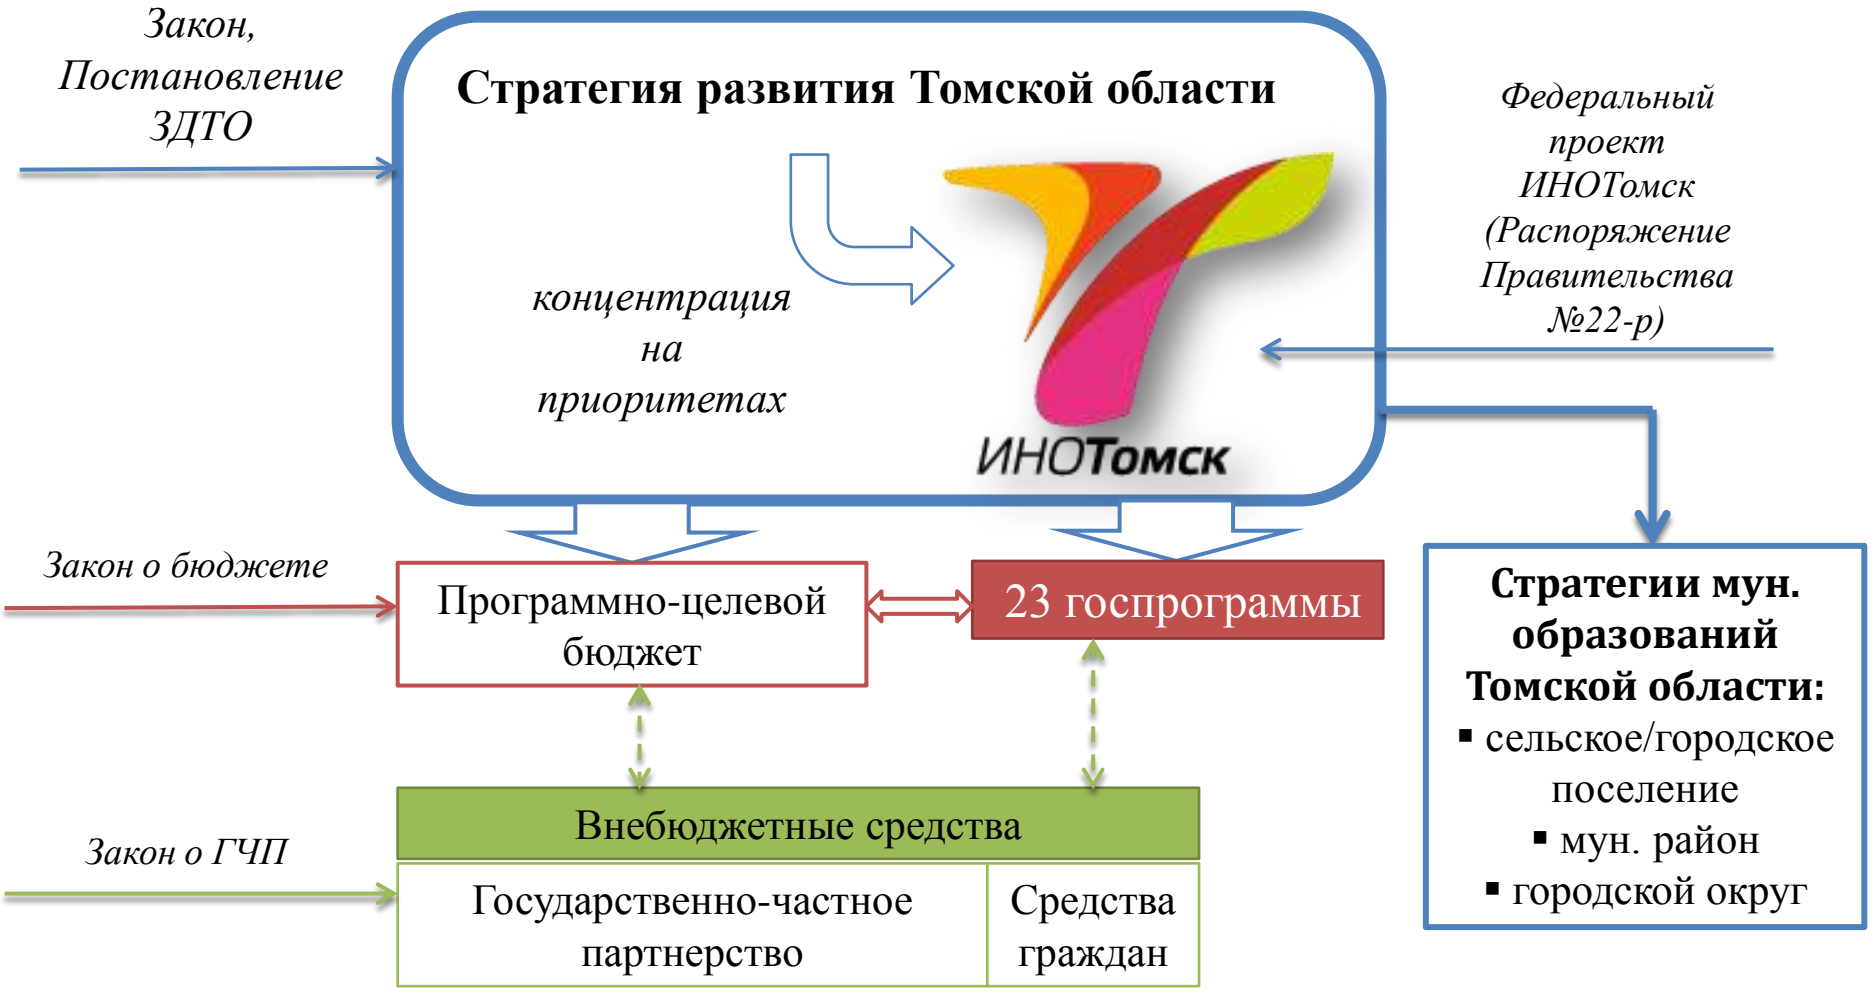 Закон,
Постановление
ЗДТО
Стратегия развития Томской области
концентрация
на
приоритетах
ИНОТомск
Федеральный
проект
ИНОТомск
(Распоряжение
Правительства
№22-р)
Закон о бюджете
Программно-целевой
бюджет
23 госпрограммы
Стратегии мун.
образований
Томской области:
▪ сельское/городское
поселение
▪ мун. район
▪ городской округ
Закон о ГЧП
Внебюджетные средства
Государственно-частное
партнерство
Средства
граждан